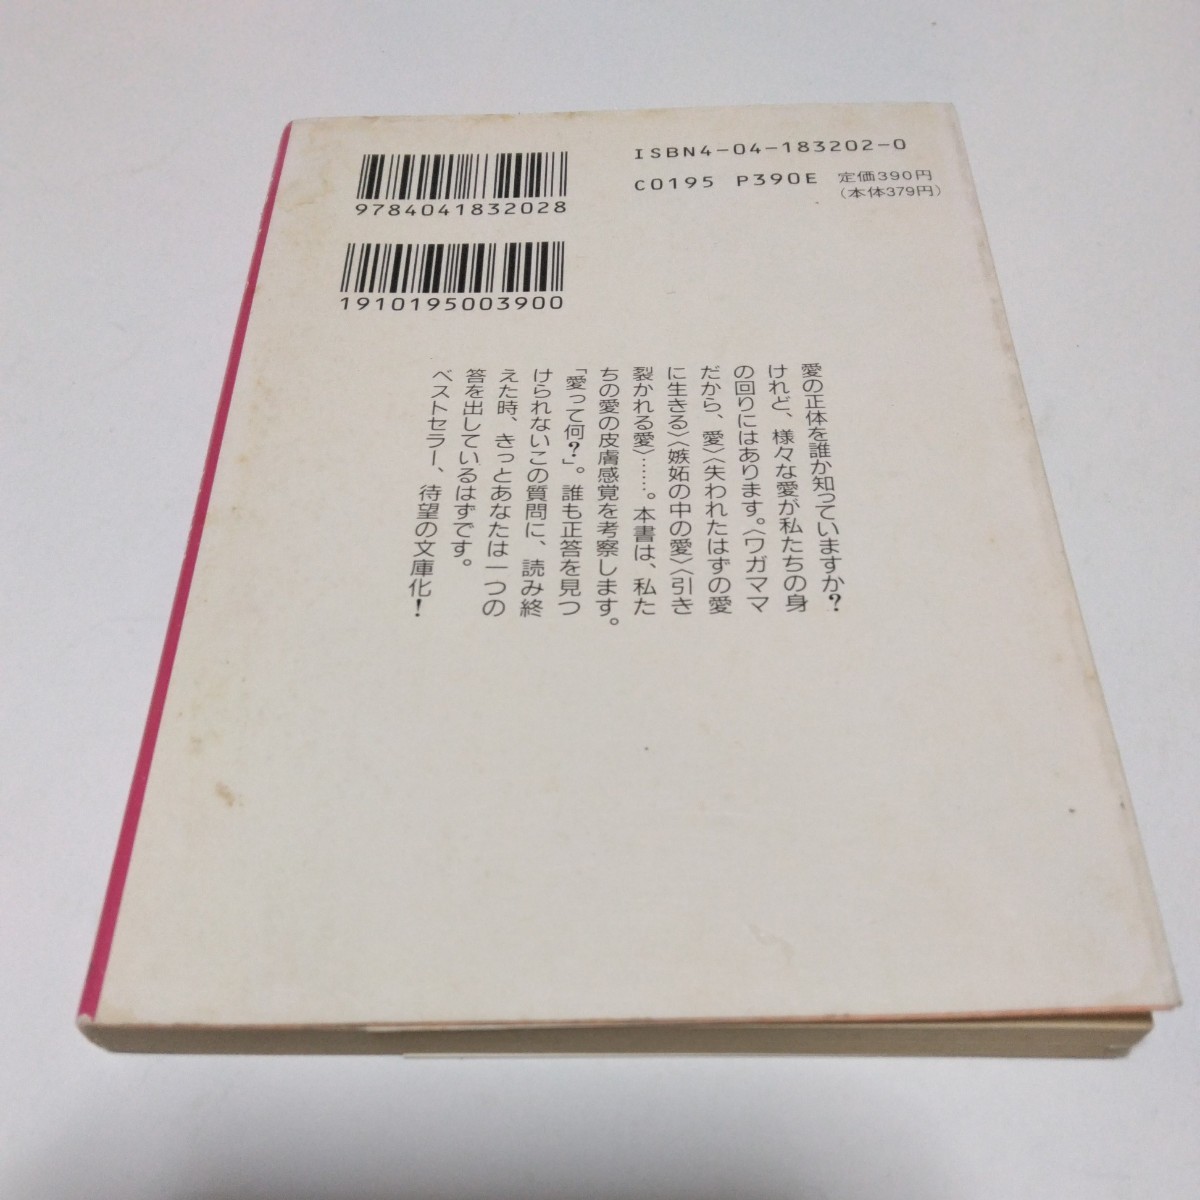 ISBN4-04-183202-0
C0195 P390E 定価390円
(本体379円)
9784041832028
1910195003900
愛の正体を誰か知っていますか?
けれど、様々な愛が私たちの身
の回りにはあります。〈ワガママ
だから、愛〉〈失われたはずの愛
に生きる〉〈嫉妬の中の愛〉〈引き
裂かれる愛〉……。本書は、私た
ちの愛の皮膚感覚を考察します。
「愛って何?」。誰も正答を見つ
けられないこの質問に、読み終
えた時、きっとあなたは一つの
答を出しているはずです。
ベストセラー、待望の文庫化!